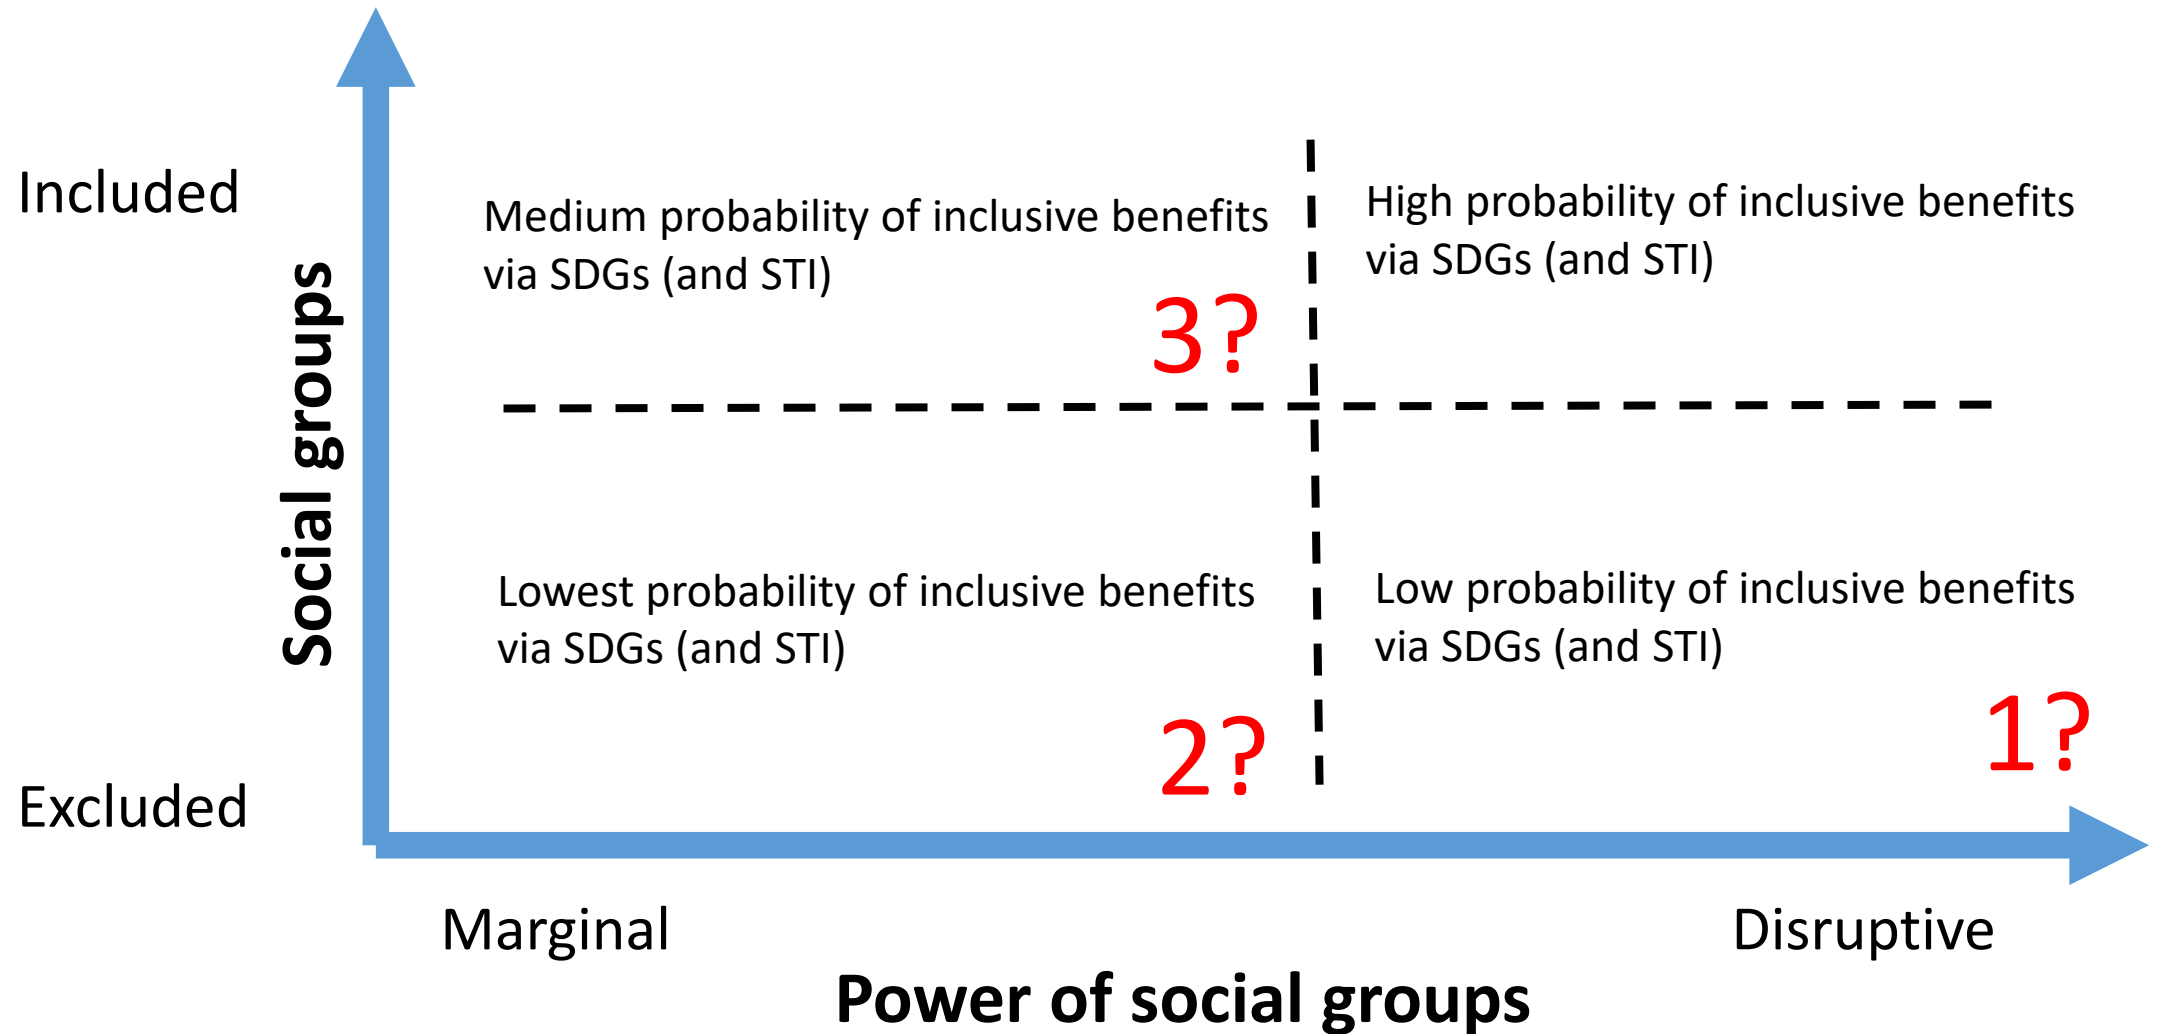 Included
Medium probability of inclusive benefits
via SDGs (and STI)
3?
High probability of inclusive benefits
via SDGs (and STI)
Social groups
Lowest probability of inclusive benefits
via SDGs (and STI)
2?
Low probability of inclusive benefits
via SDGs (and STI)
1?
Excluded
Marginal
Disruptive
Power of social groups